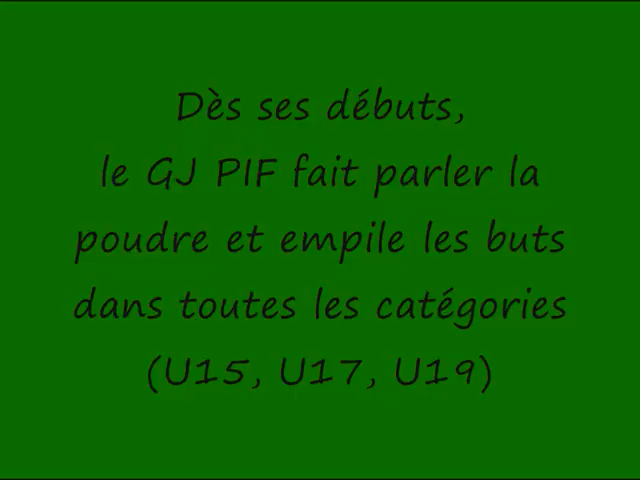 Dès ses débuts,
le GJ PIF fait parler la
poudre et empile les buts
dans toutes les catégories
(U15, U17, U19)